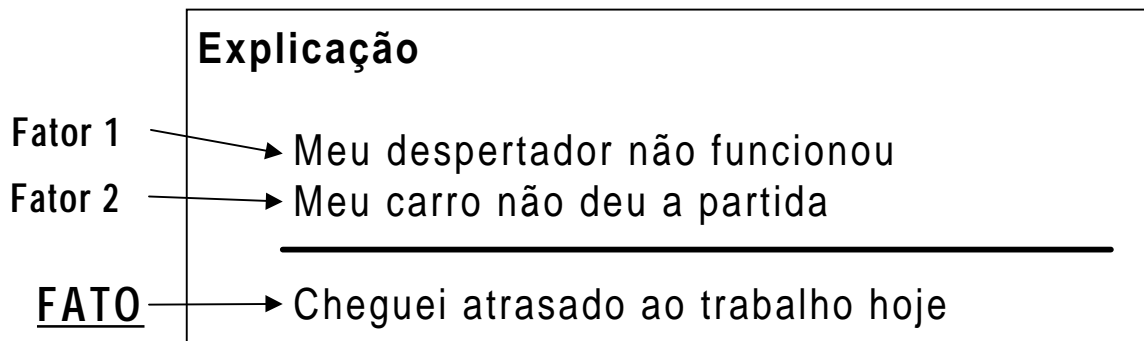 Explicação
Fator 1
Meu despertador não funcionou
Fator 2
Meu carro não deu a partida
FATO
Cheguei atrasado ao trabalho hoje